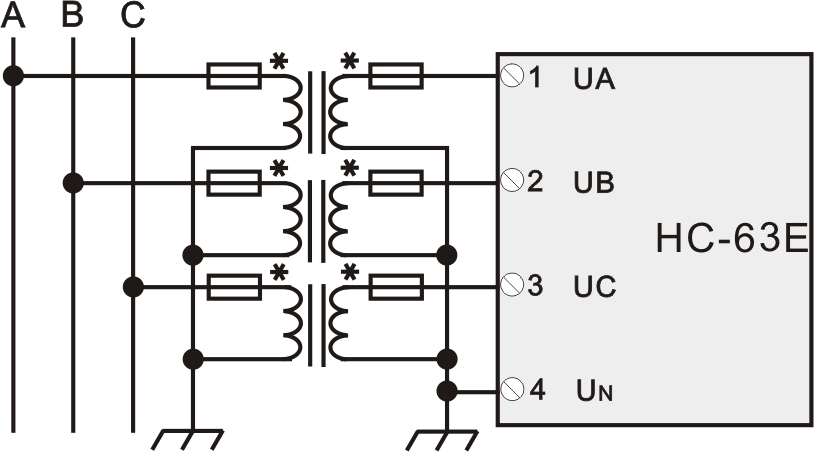 A B C
* *
1 UA
* *
2 UB
HC-63E
* *
3 UC
4 UN